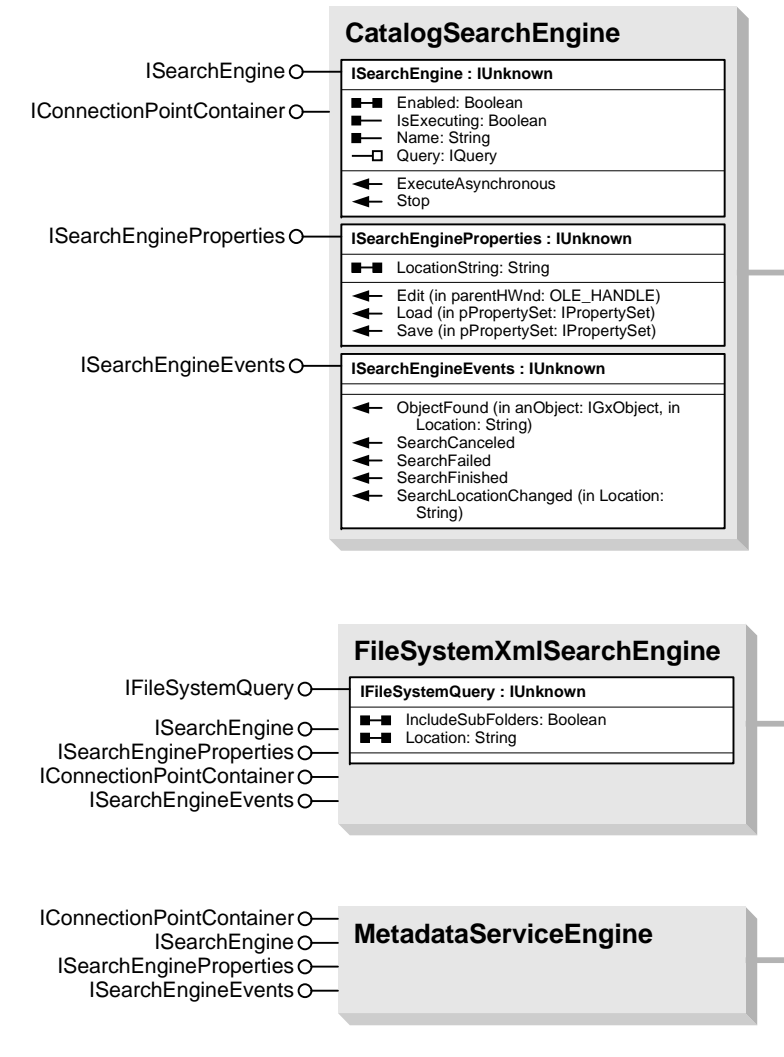 CatalogSearchEngine
ISearchEngine
ISearchEngine : IUnknown
IConnectionPointContainer
Enabled: Boolean
IsExecuting: Boolean
Name: String
Query: IQuery
ExecuteAsynchronous
Stop
ISearchEngineProperties
ISearchEngineProperties : IUnknown
LocationString: String
Edit (in parentHWnd: OLE_HANDLE)
Load (in pPropertySet: IPropertySet)
Save (in pPropertySet: IPropertySet)
ISearchEngineEvents
ISearchEngineEvents : IUnknown
ObjectFound (in anObject: IGxObject, in
Location: String)
SearchCanceled
SearchFailed
SearchFinished
SearchLocationChanged (in Location:
String)
FileSystemXmlSearchEngine
IFileSystemQuery
IFileSystemQuery : IUnknown
IncludeSubFolders: Boolean
Location: String
ISearchEngine
ISearchEngineProperties
IConnectionPointContainer
ISearchEngineEvents
MetadataServiceEngine
IConnectionPointContainer
ISearchEngine
ISearchEngineProperties
ISearchEngineEvents